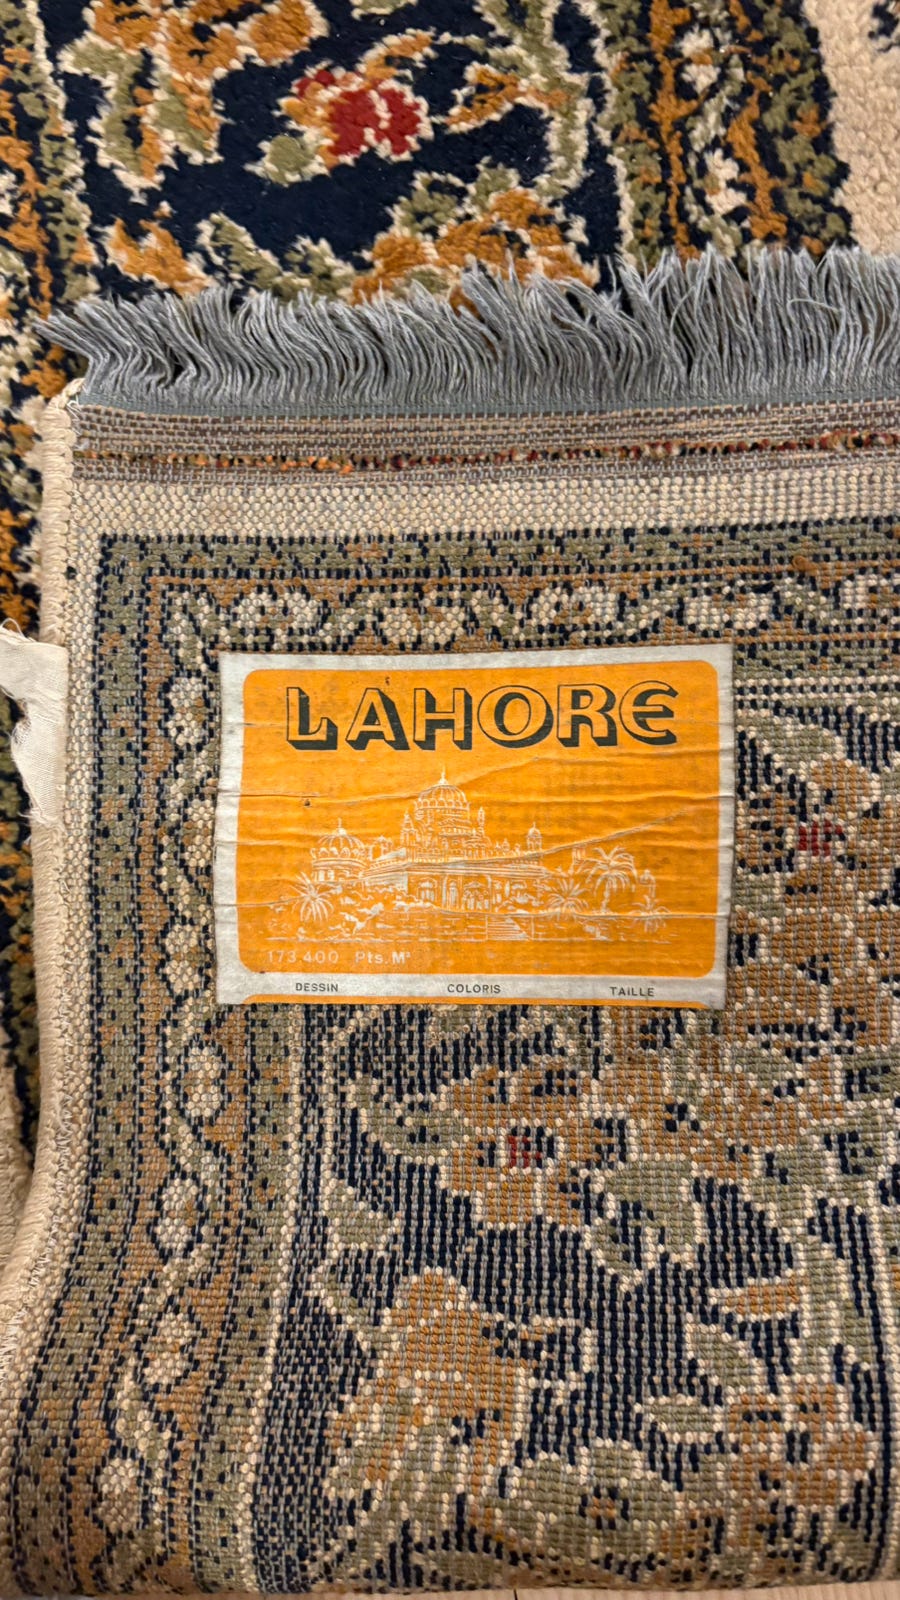 LAHORE
173.400 Pts.M²
DESSIN COLORIS TAILLE